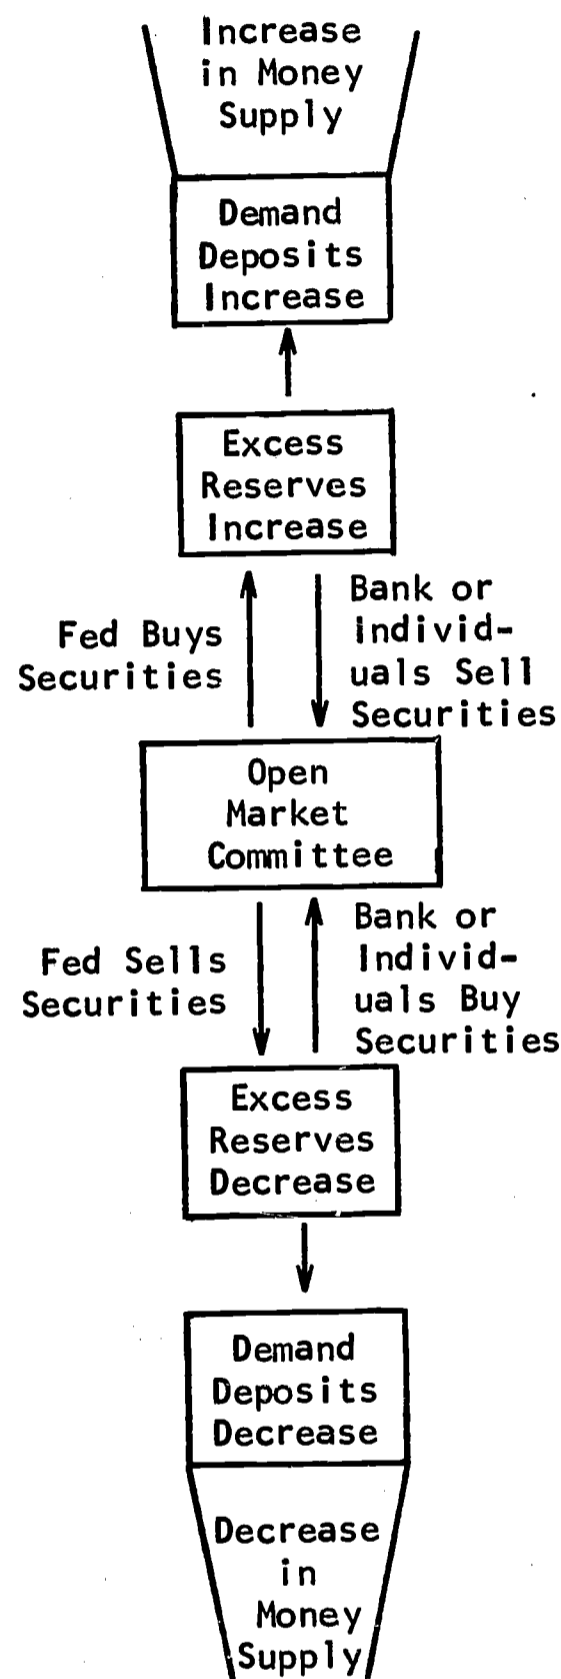 Increase
in Money
Supply
Demand
Deposits
Increase
Excess
Reserves
Increase
Fed Buys
Securities
Bank or
Individ-
uals Sell
Securities
Open
Market
Committee
Fed Sells
Securities
Bank or
Individ-
uals Buy
Securities
Excess
Reserves
Decrease
Demand
Deposits
Decrease
Decrease
in
Money
Supply